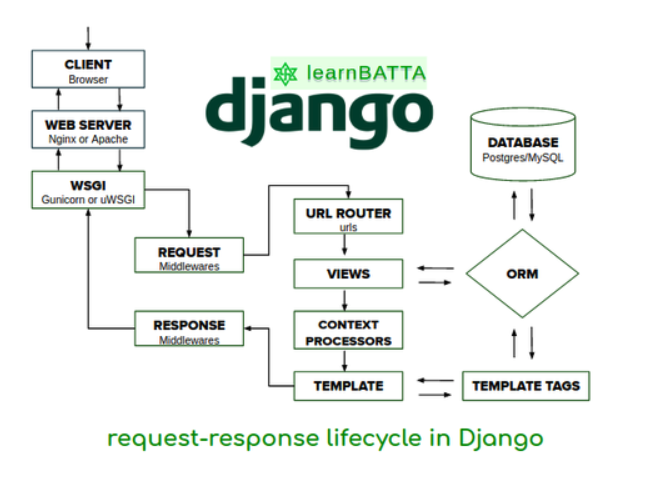 learnBATTA
django
CLIENT
Browser
WEB SERVER
Nginx or Apache
WSGI
Gunicorn or uWSGI
DATABASE
Postgres/MySQL
URL ROUTER
urls
REQUEST
Middlewares
VIEWS
ORM
RESPONSE
Middlewares
CONTEXT
PROCESSORS
TEMPLATE
TEMPLATE TAGS
request-response lifecycle in Django